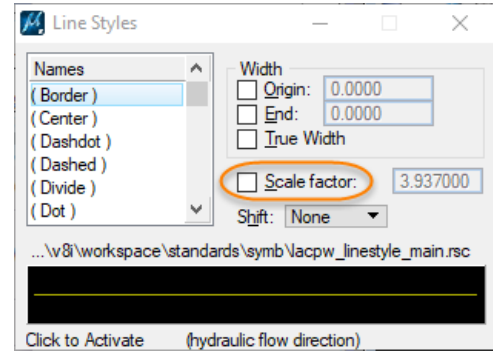 Line Styles
Names
( Border )
( Center )
( Dashdot )
( Dashed )
( Divide )
( Dot )
Width
Origin: 0.0000
End: 0.0000
True Width
Scale factor: 3.937000
Shift: None
...\v8i\workspace\standards\symb\lacpw_linestyle_main.rsc
Click to Activate (hydraulic flow direction)